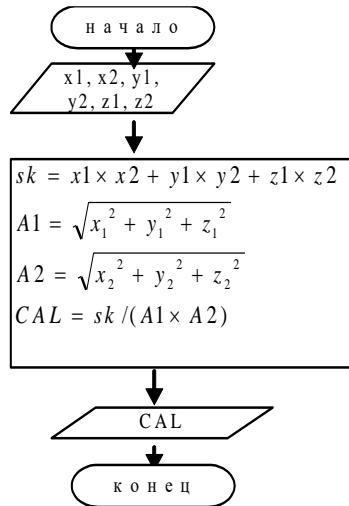 начало
x1, x2, y1,
y2, z1, z2
sk = x1 × x2 + y1 × y2 + z1 × z2
A1 = √(x₁² + y₁² + z₁²)
A2 = √(x₂² + y₂² + z₂²)
CAL = sk /(A1 × A2)
CAL
конец